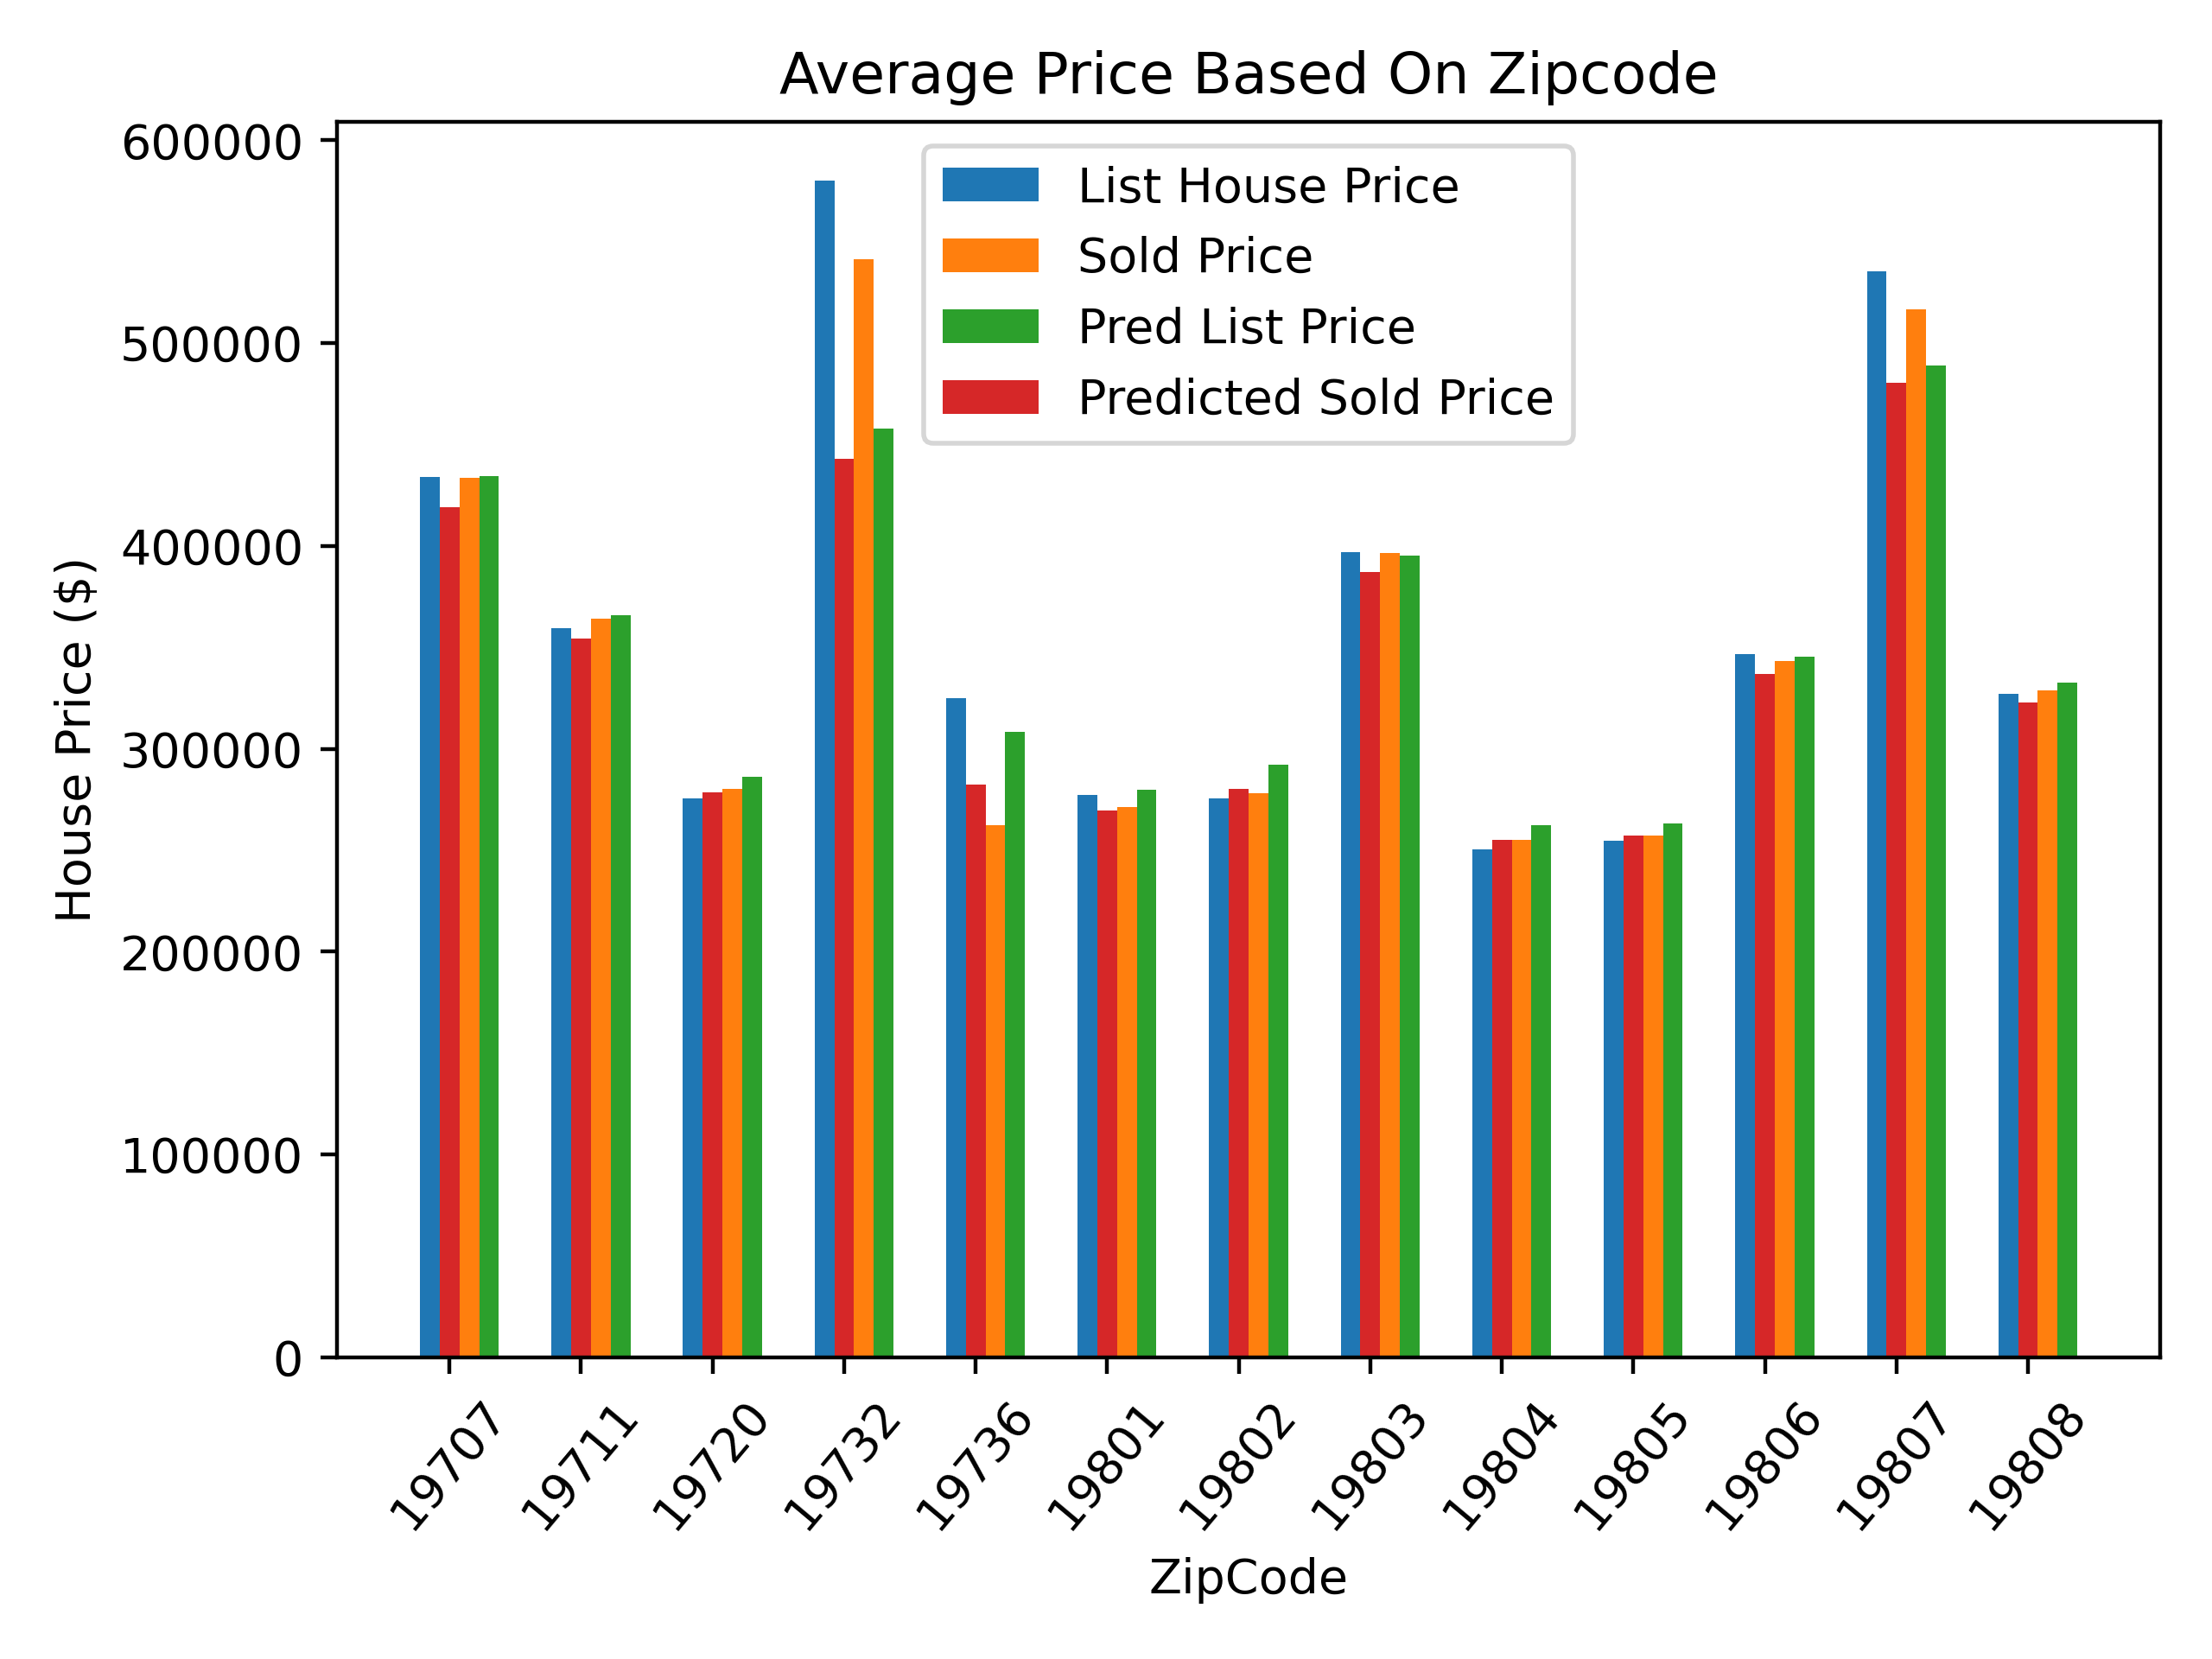 Average Price Based On Zipcode
600000
500000
400000
300000
200000
100000
0
House Price ($)
List House Price
Sold Price
Pred List Price
Predicted Sold Price
19707
19711
19720
19732
19736
19801
19802
19803
19804
19805
19806
19807
19808
ZipCode